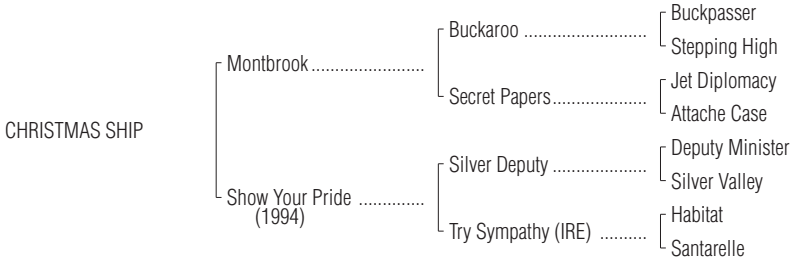 Buckpasser
Buckaroo ..........................
Stepping High
Montbrook........................
Jet Diplomacy
Secret Papers....................
Attache Case
CHRISTMAS SHIP
Deputy Minister
Silver Deputy ....................
Silver Valley
Show Your Pride ..............
(1994)
Habitat
Try Sympathy (IRE) ..........
Santarelle